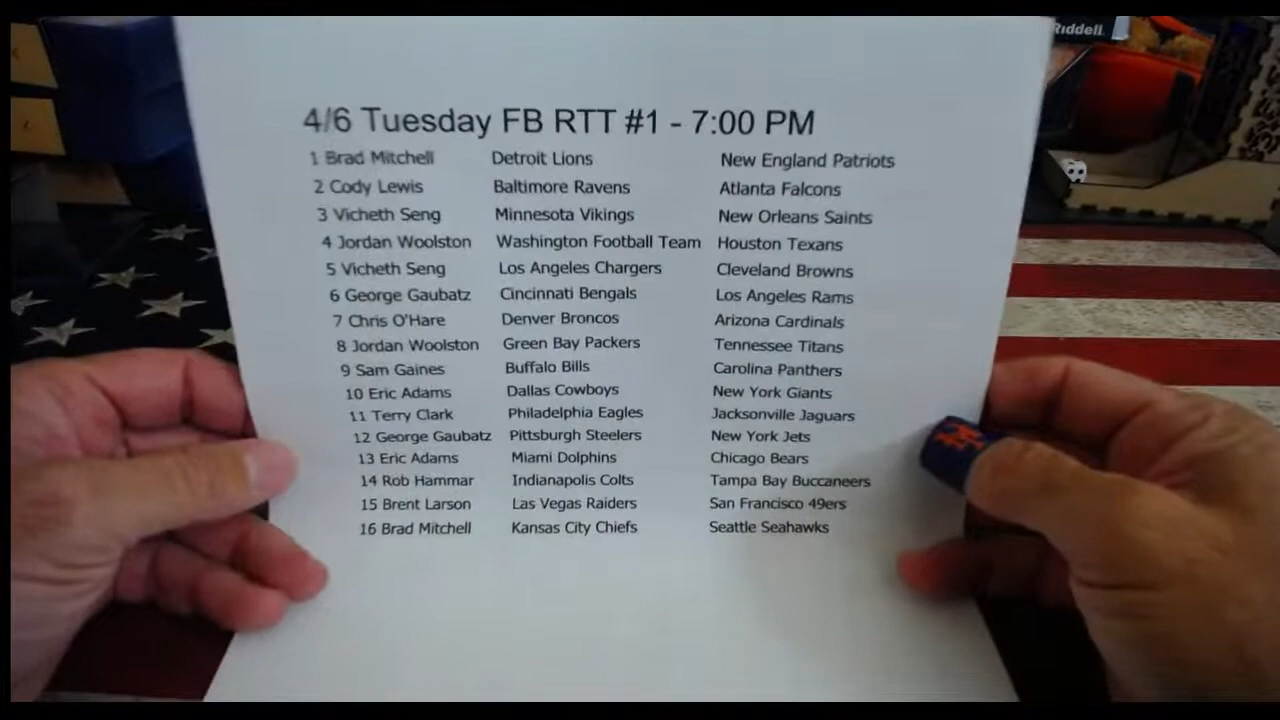 Riddell
4/6 Tuesday FB RTT #1 - 7:00 PM
1 Brad Mitchell Detroit Lions New England Patriots
2 Cody Lewis Baltimore Ravens Atlanta Falcons
3 Vicheth Seng Minnesota Vikings New Orleans Saints
4 Jordan Woolston Washington Football Team Houston Texans
5 Vicheth Seng Los Angeles Chargers Cleveland Browns
6 George Gaubatz Cincinnati Bengals Los Angeles Rams
7 Chris O'Hare Denver Broncos Arizona Cardinals
8 Jordan Woolston Green Bay Packers Tennessee Titans
9 Sam Gaines Buffalo Bills Carolina Panthers
10 Eric Adams Dallas Cowboys New York Giants
11 Terry Clark Philadelphia Eagles Jacksonville Jaguars
12 George Gaubatz Pittsburgh Steelers New York Jets
13 Eric Adams Miami Dolphins Chicago Bears
14 Rob Hammar Indianapolis Colts Tampa Bay Buccaneers
15 Brent Larson Las Vegas Raiders San Francisco 49ers
16 Brad Mitchell Kansas City Chiefs Seattle Seahawks